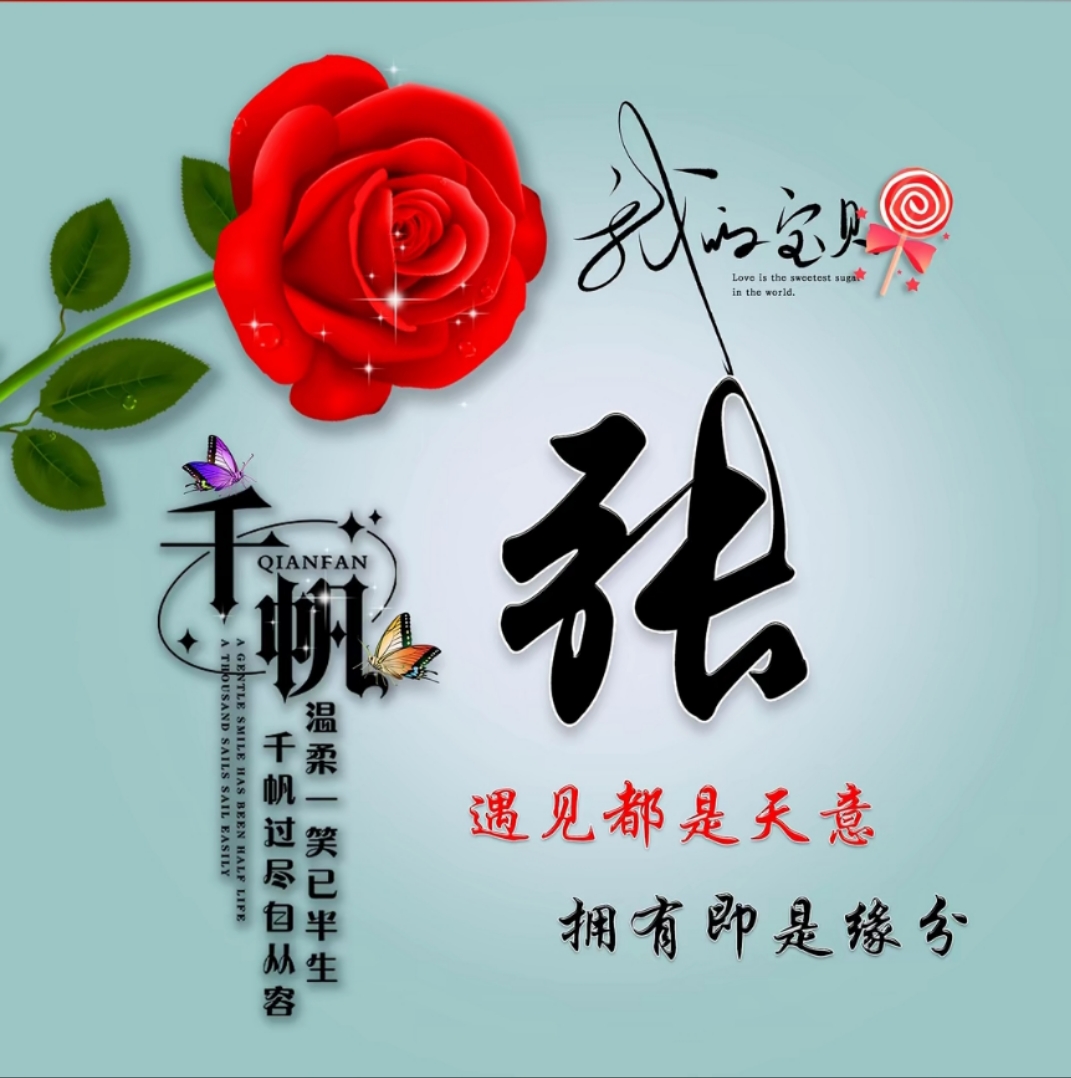 我的宝贝
Love is the sweetest sugar
in the world.
张
千帆
QIANFAN
温柔一笑已半生
千帆过尽自从容
A GENTLE SMILE HAS BEEN HALF LIFE
A THOUSAND SAILS SAIL EASILY
遇见都是天意
拥有即是缘分